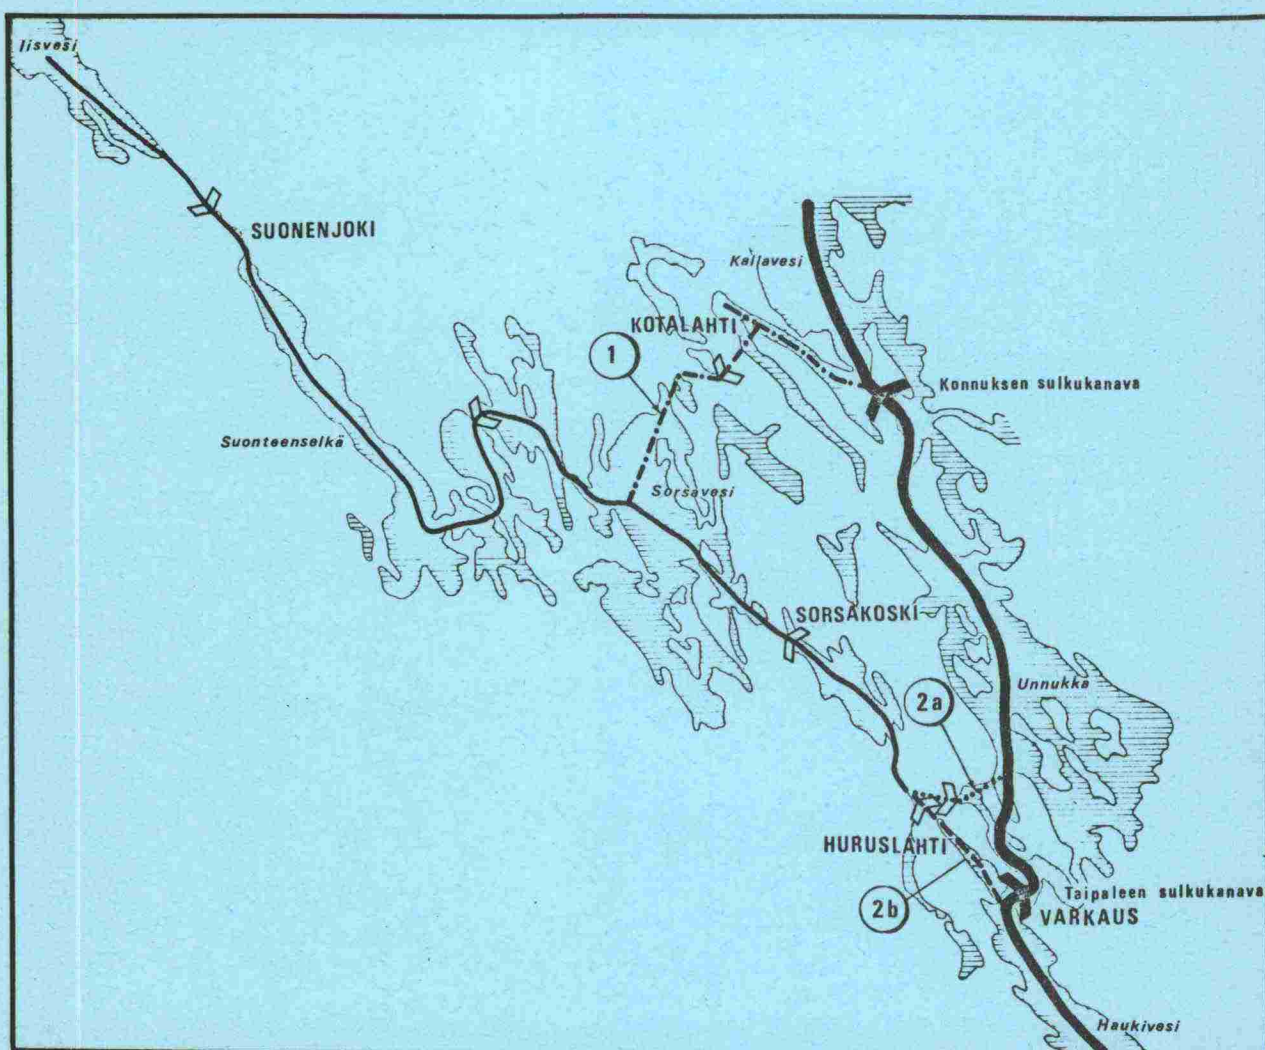 Iisvesi
SUONENJOKI
Kallavesi
KOTALAHTI
1
Konnuksen sulkukanava
Suonteenselkä
Sorsavesi
SORSAKOSKI
Unnukka
2a
HURUSLAHTI
Taipaleen sulkukanava
2b
VARKAUS
Haukivesi